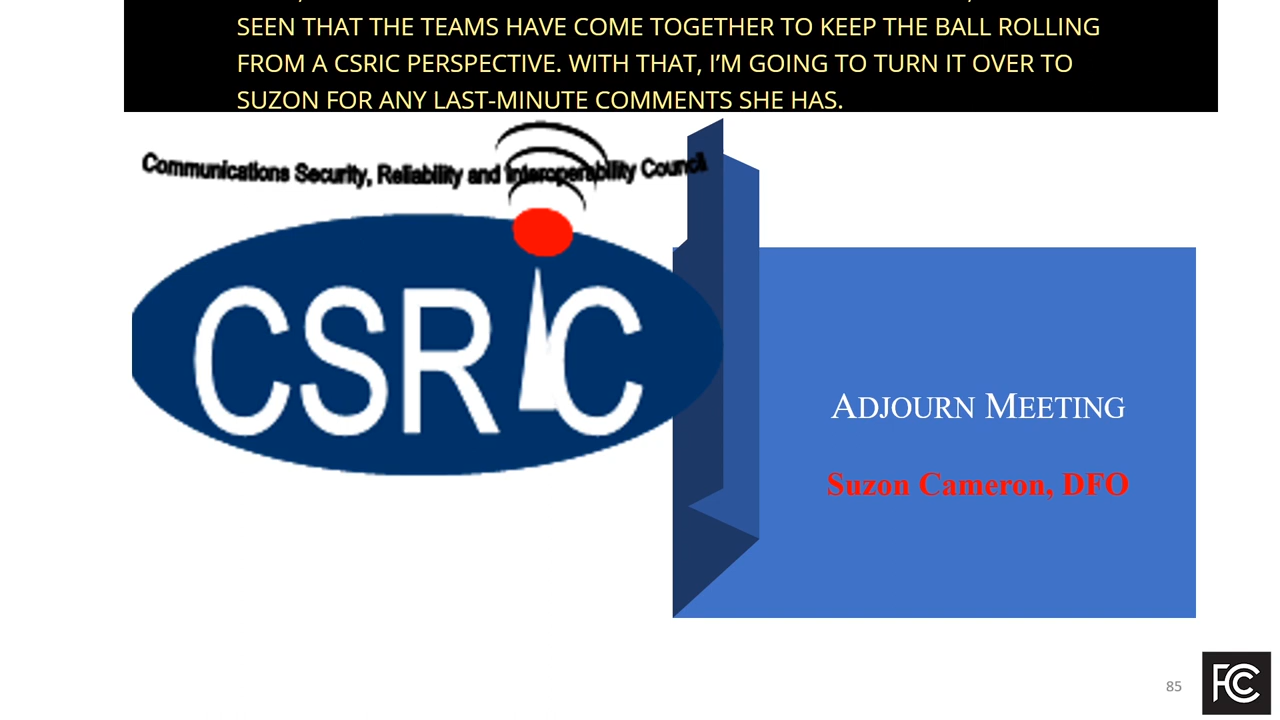 SEEN THAT THE TEAMS HAVE COME TOGETHER TO KEEP THE BALL ROLLING
FROM A CSRIC PERSPECTIVE. WITH THAT, I'M GOING TO TURN IT OVER TO
SUZON FOR ANY LAST-MINUTE COMMENTS SHE HAS.
Communications Security, Reliability and Interoperability Council
CSRIC
ADJOURN MEETING
Suzon Cameron, DFO
85
FCC